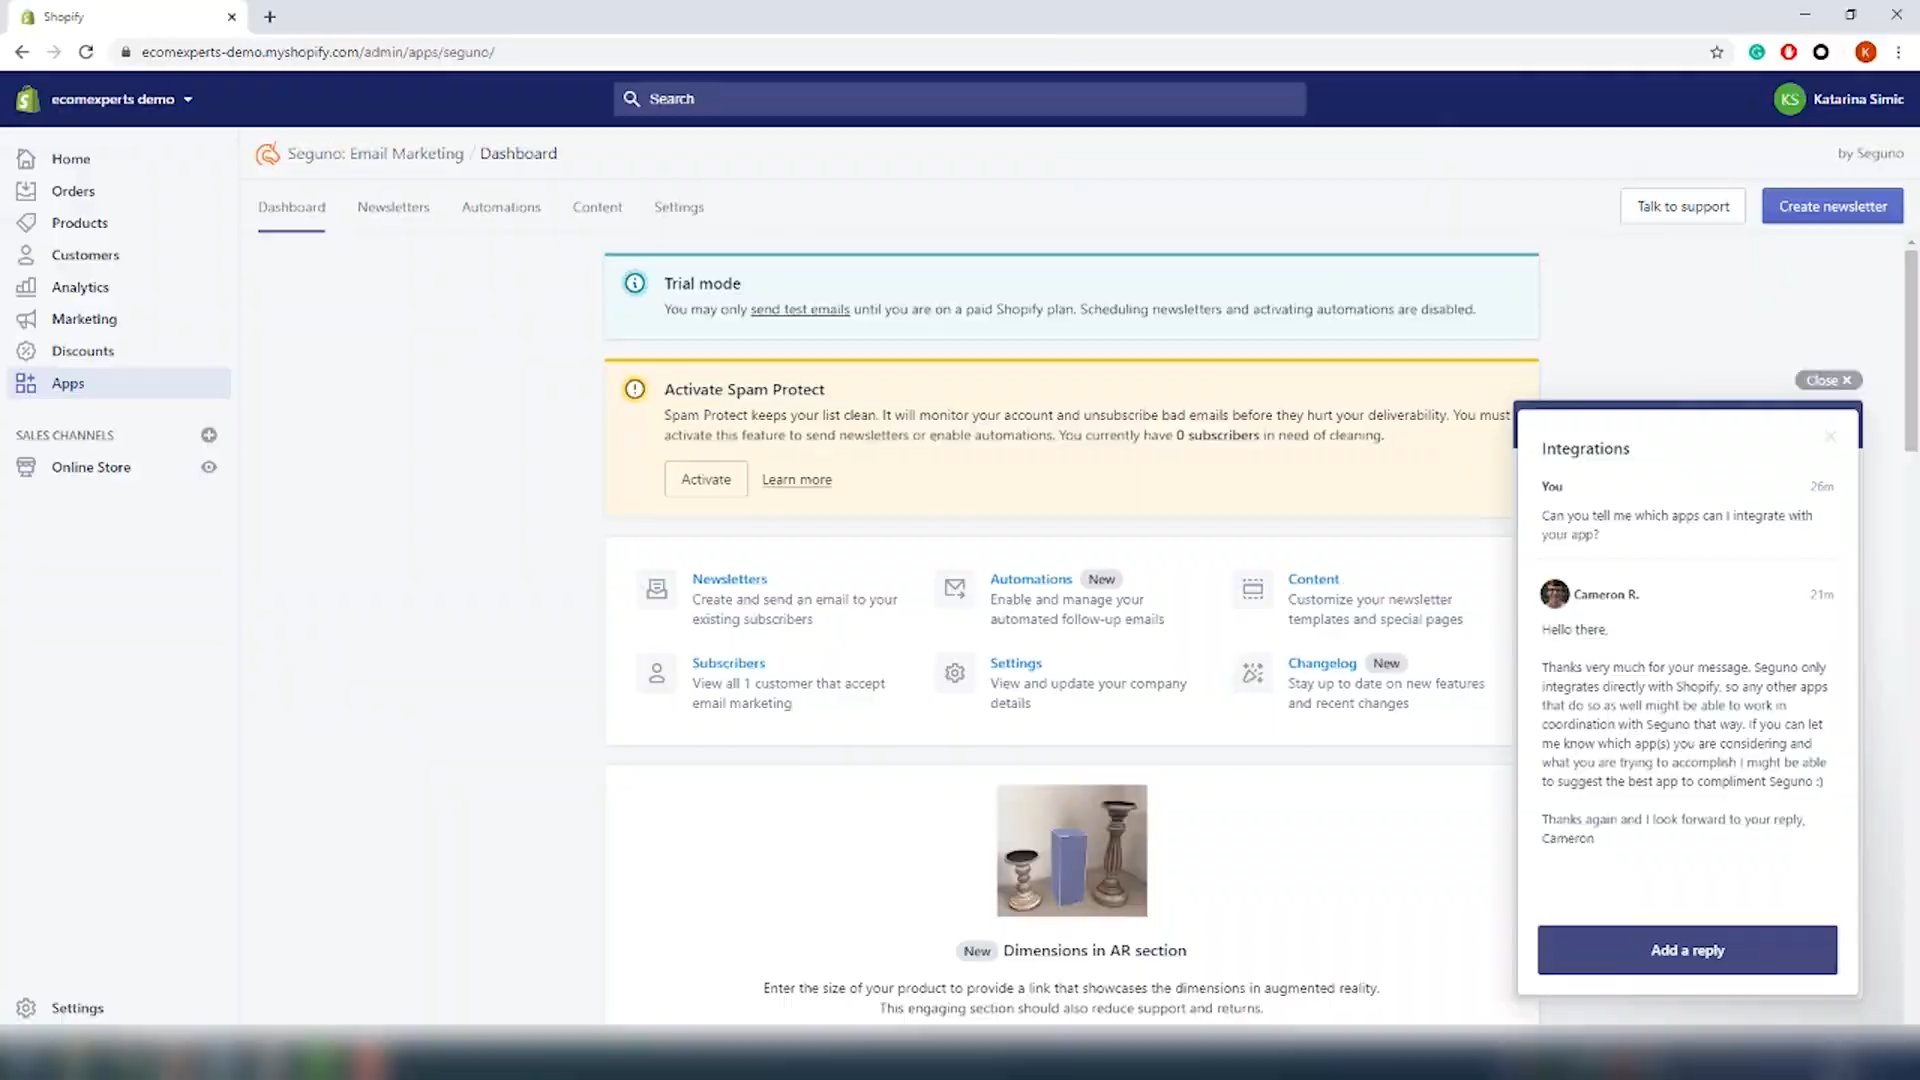 Shopify
ecomexperts-demo.myshopify.com/admin/apps/seguno/
K
ecomexperts demo
Search
KS
Katarina Simic
Home
Orders
Products
Customers
Analytics
Marketing
Discounts
Apps
SALES CHANNELS
Online Store
Settings
Seguno: Email Marketing / Dashboard
by Seguno
Dashboard
Newsletters
Automations
Content
Settings
Talk to support
Create newsletter
Trial mode
You may only send test emails until you are on a paid Shopify plan. Scheduling newsletters and activating automations are disabled.
Activate Spam Protect
Spam Protect keeps your list clean. It will monitor your account and unsubscribe bad emails before they hurt your deliverability. You must
activate this feature to send newsletters or enable automations. You currently have 0 subscribers in need of cleaning.
Activate
Learn more
Newsletters
Create and send an email to your
existing subscribers
Automations New
Enable and manage your
automated follow-up emails
Content
Customize your newsletter
templates and special pages
Subscribers
View all 1 customer that accept
email marketing
Settings
View and update your company
details
Changelog New
Stay up to date on new features
and recent changes
New Dimensions in AR section
Enter the size of your product to provide a link that showcases the dimensions in augmented reality.
This engaging section should also reduce support and returns.
Close
Integrations
You 26m
Can you tell me which apps can I integrate with
your app?
Cameron R. 21m
Hello there,
Thanks very much for your message. Seguno only
integrates directly with Shopify, so any other apps
that do so as well might be able to work in
coordination with Seguno that way. If you can let
me know which app(s) you are considering and
what you are trying to accomplish I might be able
to suggest the best app to compliment Seguno :)
Thanks again and I look forward to your reply,
Cameron
Add a reply